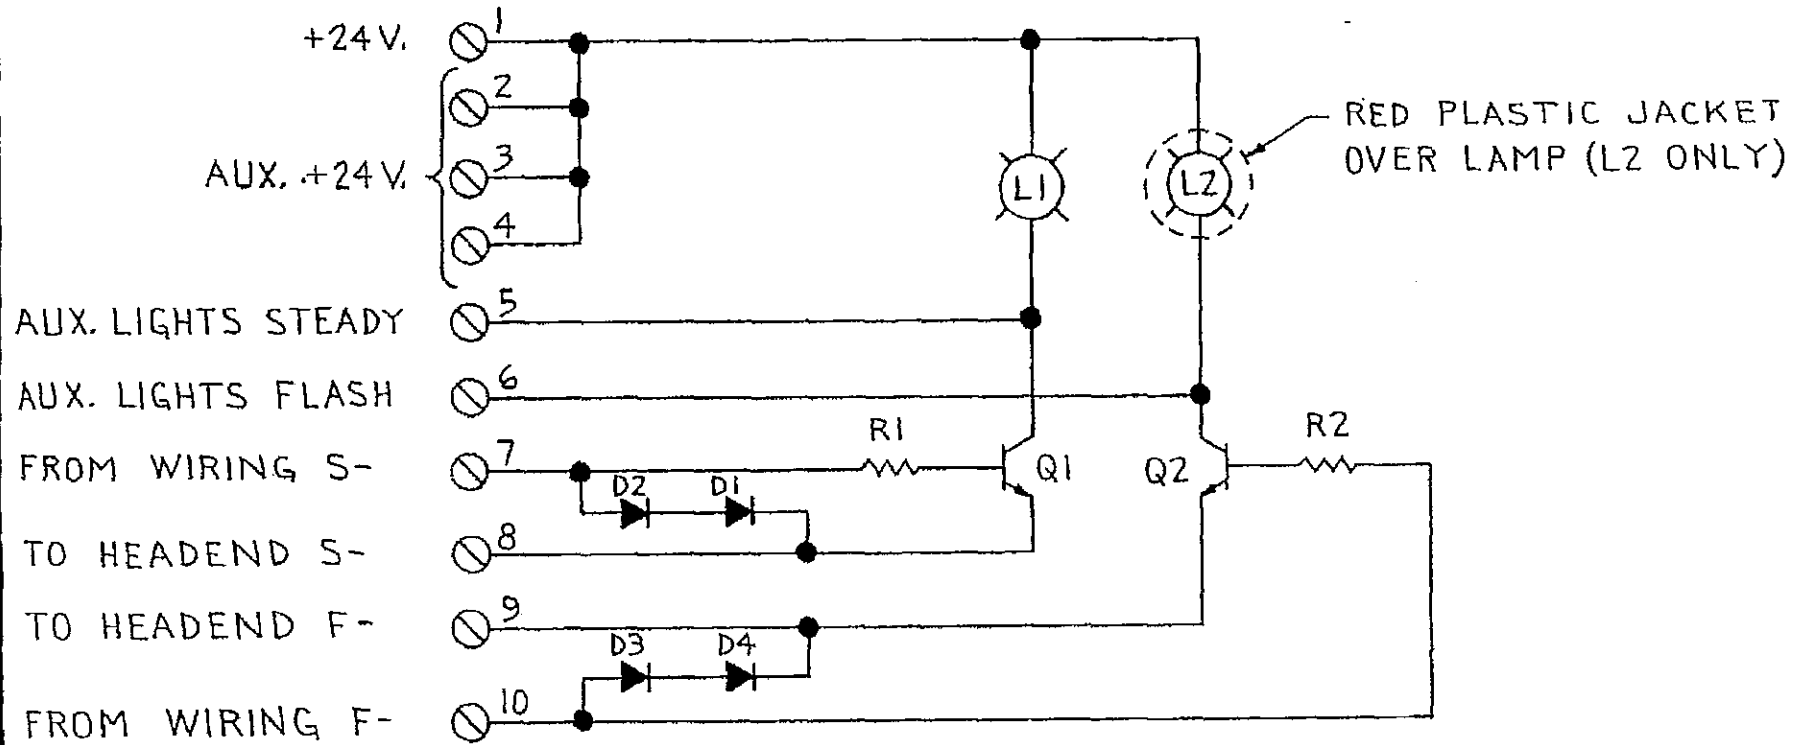 +24 V. 1
2
AUX. .+24 V. 3
4
RED PLASTIC JACKET
OVER LAMP (L2 ONLY)
L1 L2
AUX. LIGHTS STEADY 5
AUX. LIGHTS FLASH 6
R1 R2
FROM WIRING S- 7
Q1 Q2
D2 D1
TO HEADEND S- 8
TO HEADEND F- 9
D3 D4
FROM WIRING F- 10